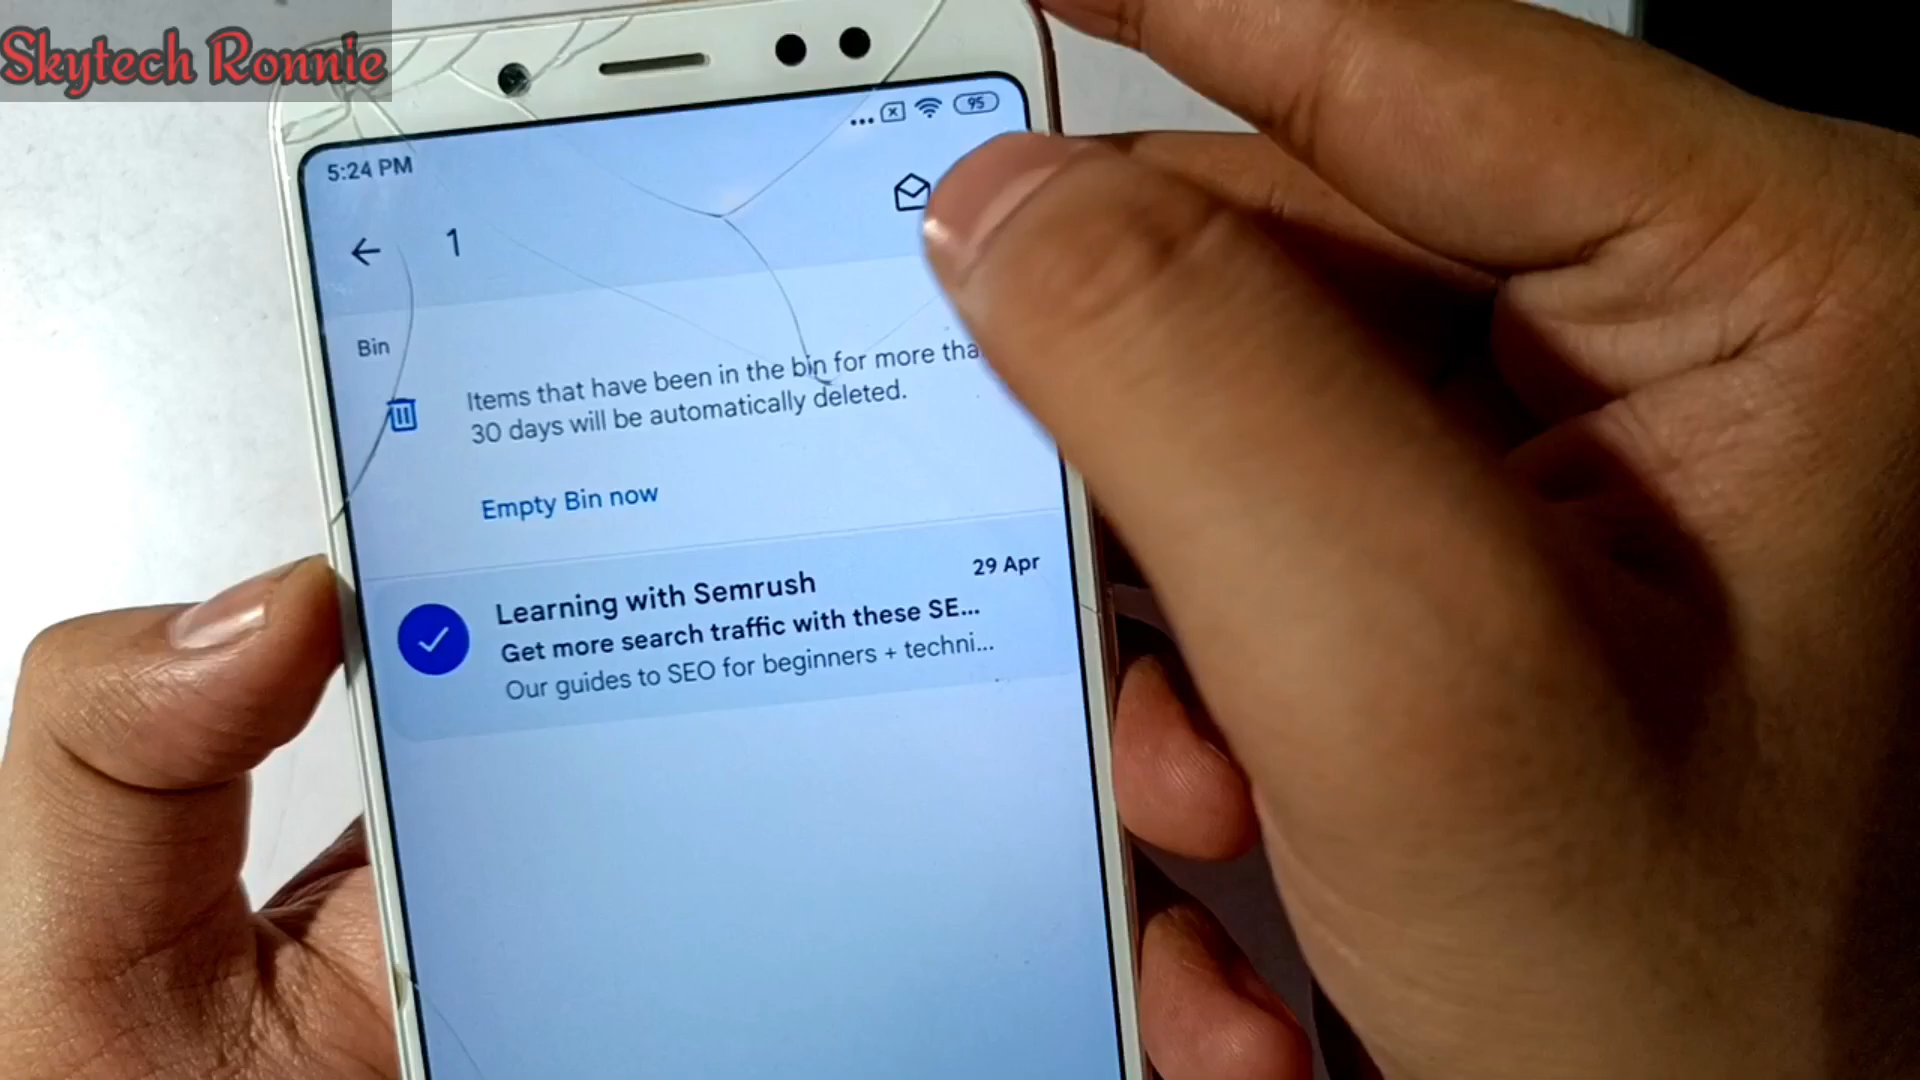 Skytech Ronnie
95
5:24 PM
1
Bin
Items that have been in the bin for more
30 days will be automatically deleted.
Empty Bin now
29 Apr
Learning with Semrush
Get more search traffic with these SE...
Our guides to SEO for beginners + techni...